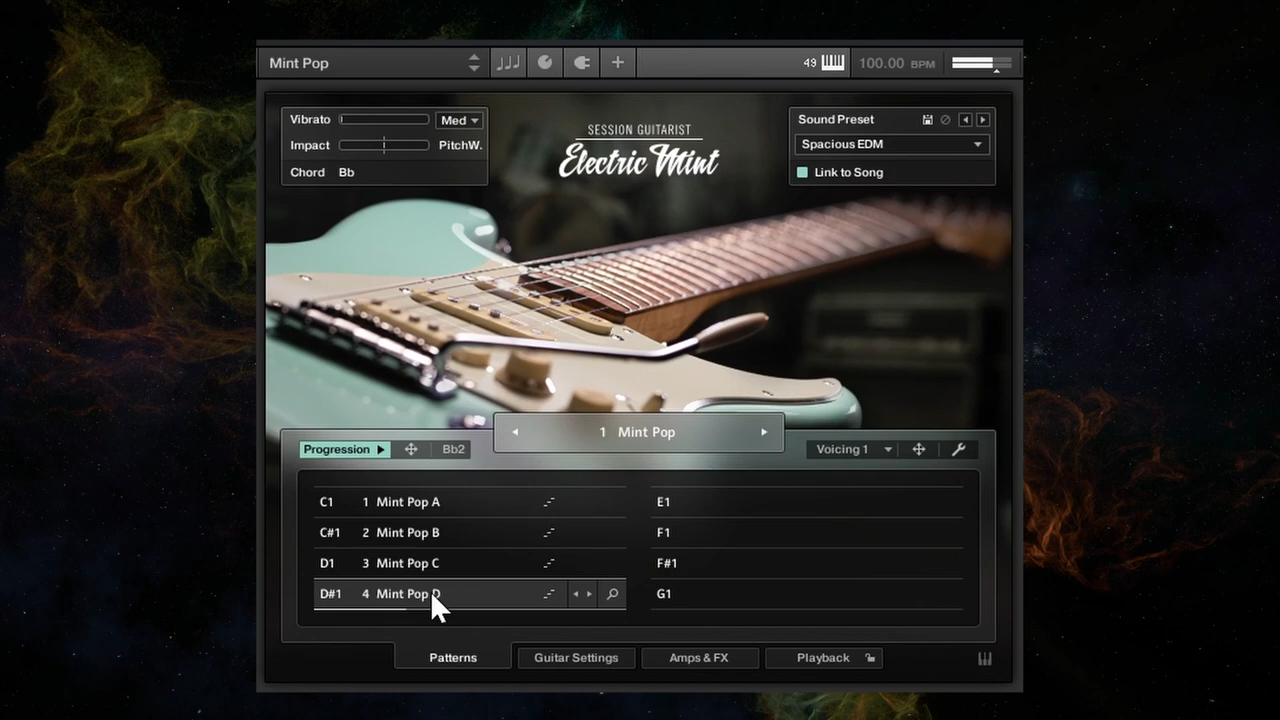 Mint Pop
49
100.00 BPM
Vibrato Med
Impact PitchW.
Chord Bb
SESSION GUITARIST
Electric Mint
Sound Preset
Spacious EDM
Link to Song
1 Mint Pop
Progression Bb2
Voicing 1
C1 1 Mint Pop A
C#1 2 Mint Pop B
D1 3 Mint Pop C
D#1 4 Mint Pop D
E1
F1
F#1
G1
Patterns
Guitar Settings
Amps & FX
Playback